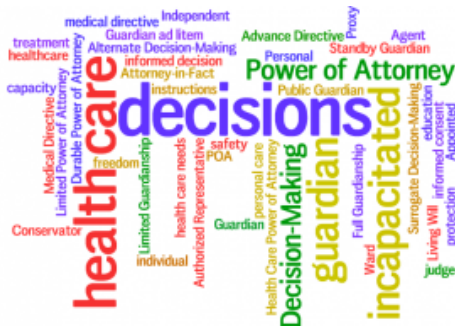 medical directive
Independent
Proxy
treatment
Guardian ad litem
Advance Directive
Agent
healthcare
Alternate Decision-Making
Personal
Standby Guardian
informed decision
Power of Attorney
capacity
Attorney-in-Fact
instructions
Public Guardian
decisions
Medical Directive
Limited Power of Attorney
Durable Power of Attorney
health care
freedom
Limited Guardianship
health care needs
Authorized Representative
safety
POA
personal care
Health Care Power of Attorney
Decision-Making
guardian
Full Guardianship
incapacitated
Surrogate Decision-Making
education
informed consent
Appointed
Conservator
individual
Guardian
Ward
Living Will
protection
judge